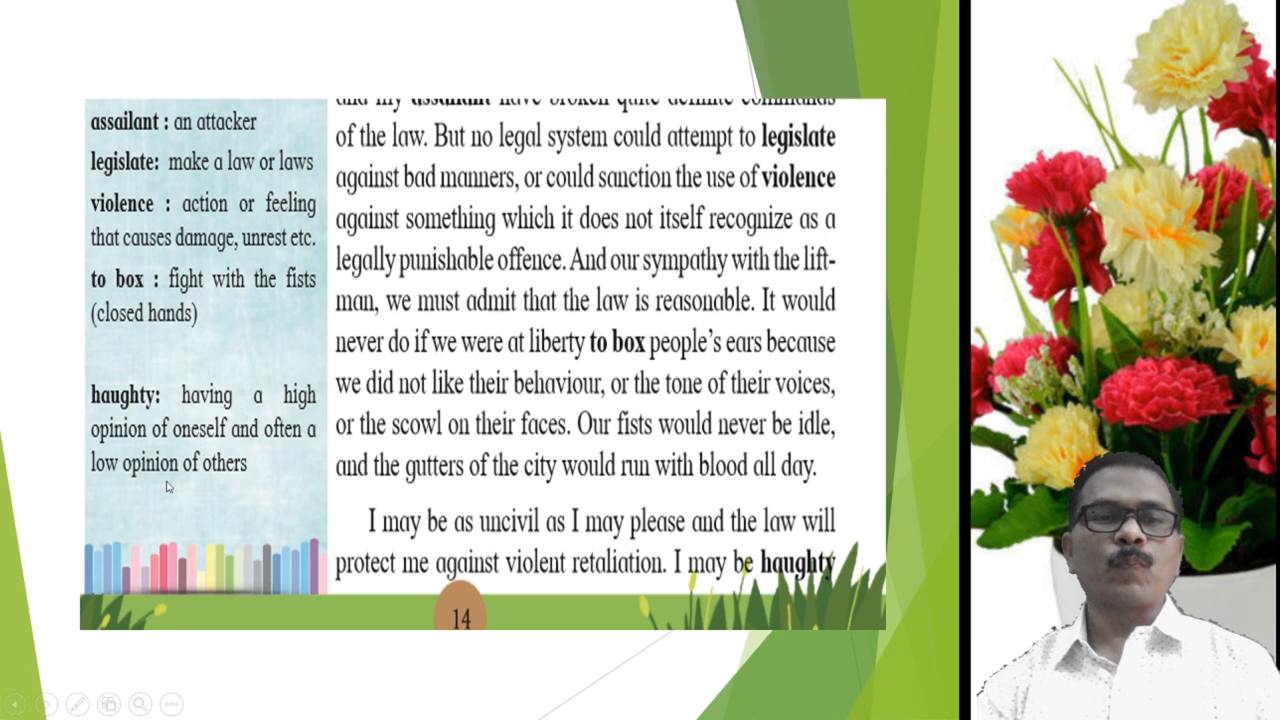 assailant : an attacker
legislate: make a law or laws
violence : action or feeling
that causes damage, unrest etc.
to box : fight with the fists
(closed hands)
haughty: having a high
opinion of oneself and often a
low opinion of others
and my assailant have broken quite definite commands
of the law. But no legal system could attempt to legislate
against bad manners, or could sanction the use of violence
against something which it does not itself recognize as a
legally punishable offence. And our sympathy with the lift-
man, we must admit that the law is reasonable. It would
never do if we were at liberty to box people's ears because
we did not like their behaviour, or the tone of their voices,
or the scowl on their faces. Our fists would never be idle,
and the gutters of the city would run with blood all day.
I may be as uncivil as I may please and the law will
protect me against violent retaliation. I may be haughty
14